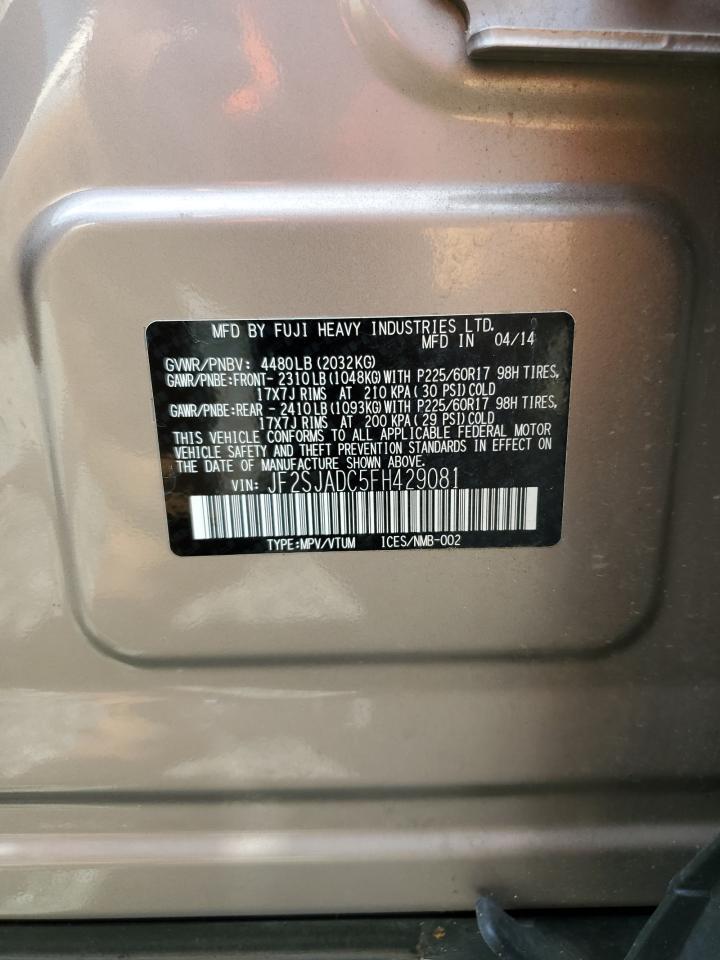 MFD BY FUJI HEAVY INDUSTRIES LTD.
MFD IN 04/14
GVWR/PNBV: 4480LB (2032KG)
GAWR/PNBE:FRONT- 2310LB (1048KG) WITH P225/60R17 98H TIRES,
17X7J RIMS AT 210 KPA ( 30 PSI) COLD
GAWR/PNBE:REAR - 2410LB (1093KG) WITH P225/60R17 98H TIRES,
17X7J RIMS AT 200 KPA (29 PSI) COLD
THIS VEHICLE CONFORMS TO ALL APPLICABLE FEDERAL MOTOR
VEHICLE SAFETY AND THEFT PREVENTION STANDARDS IN EFFECT ON
THE DATE OF MANUFACTURE SHOWN ABOVE.
VIN: JF2SJADC5FH429081
TYPE:MPV/VTUM ICES/NMB-002